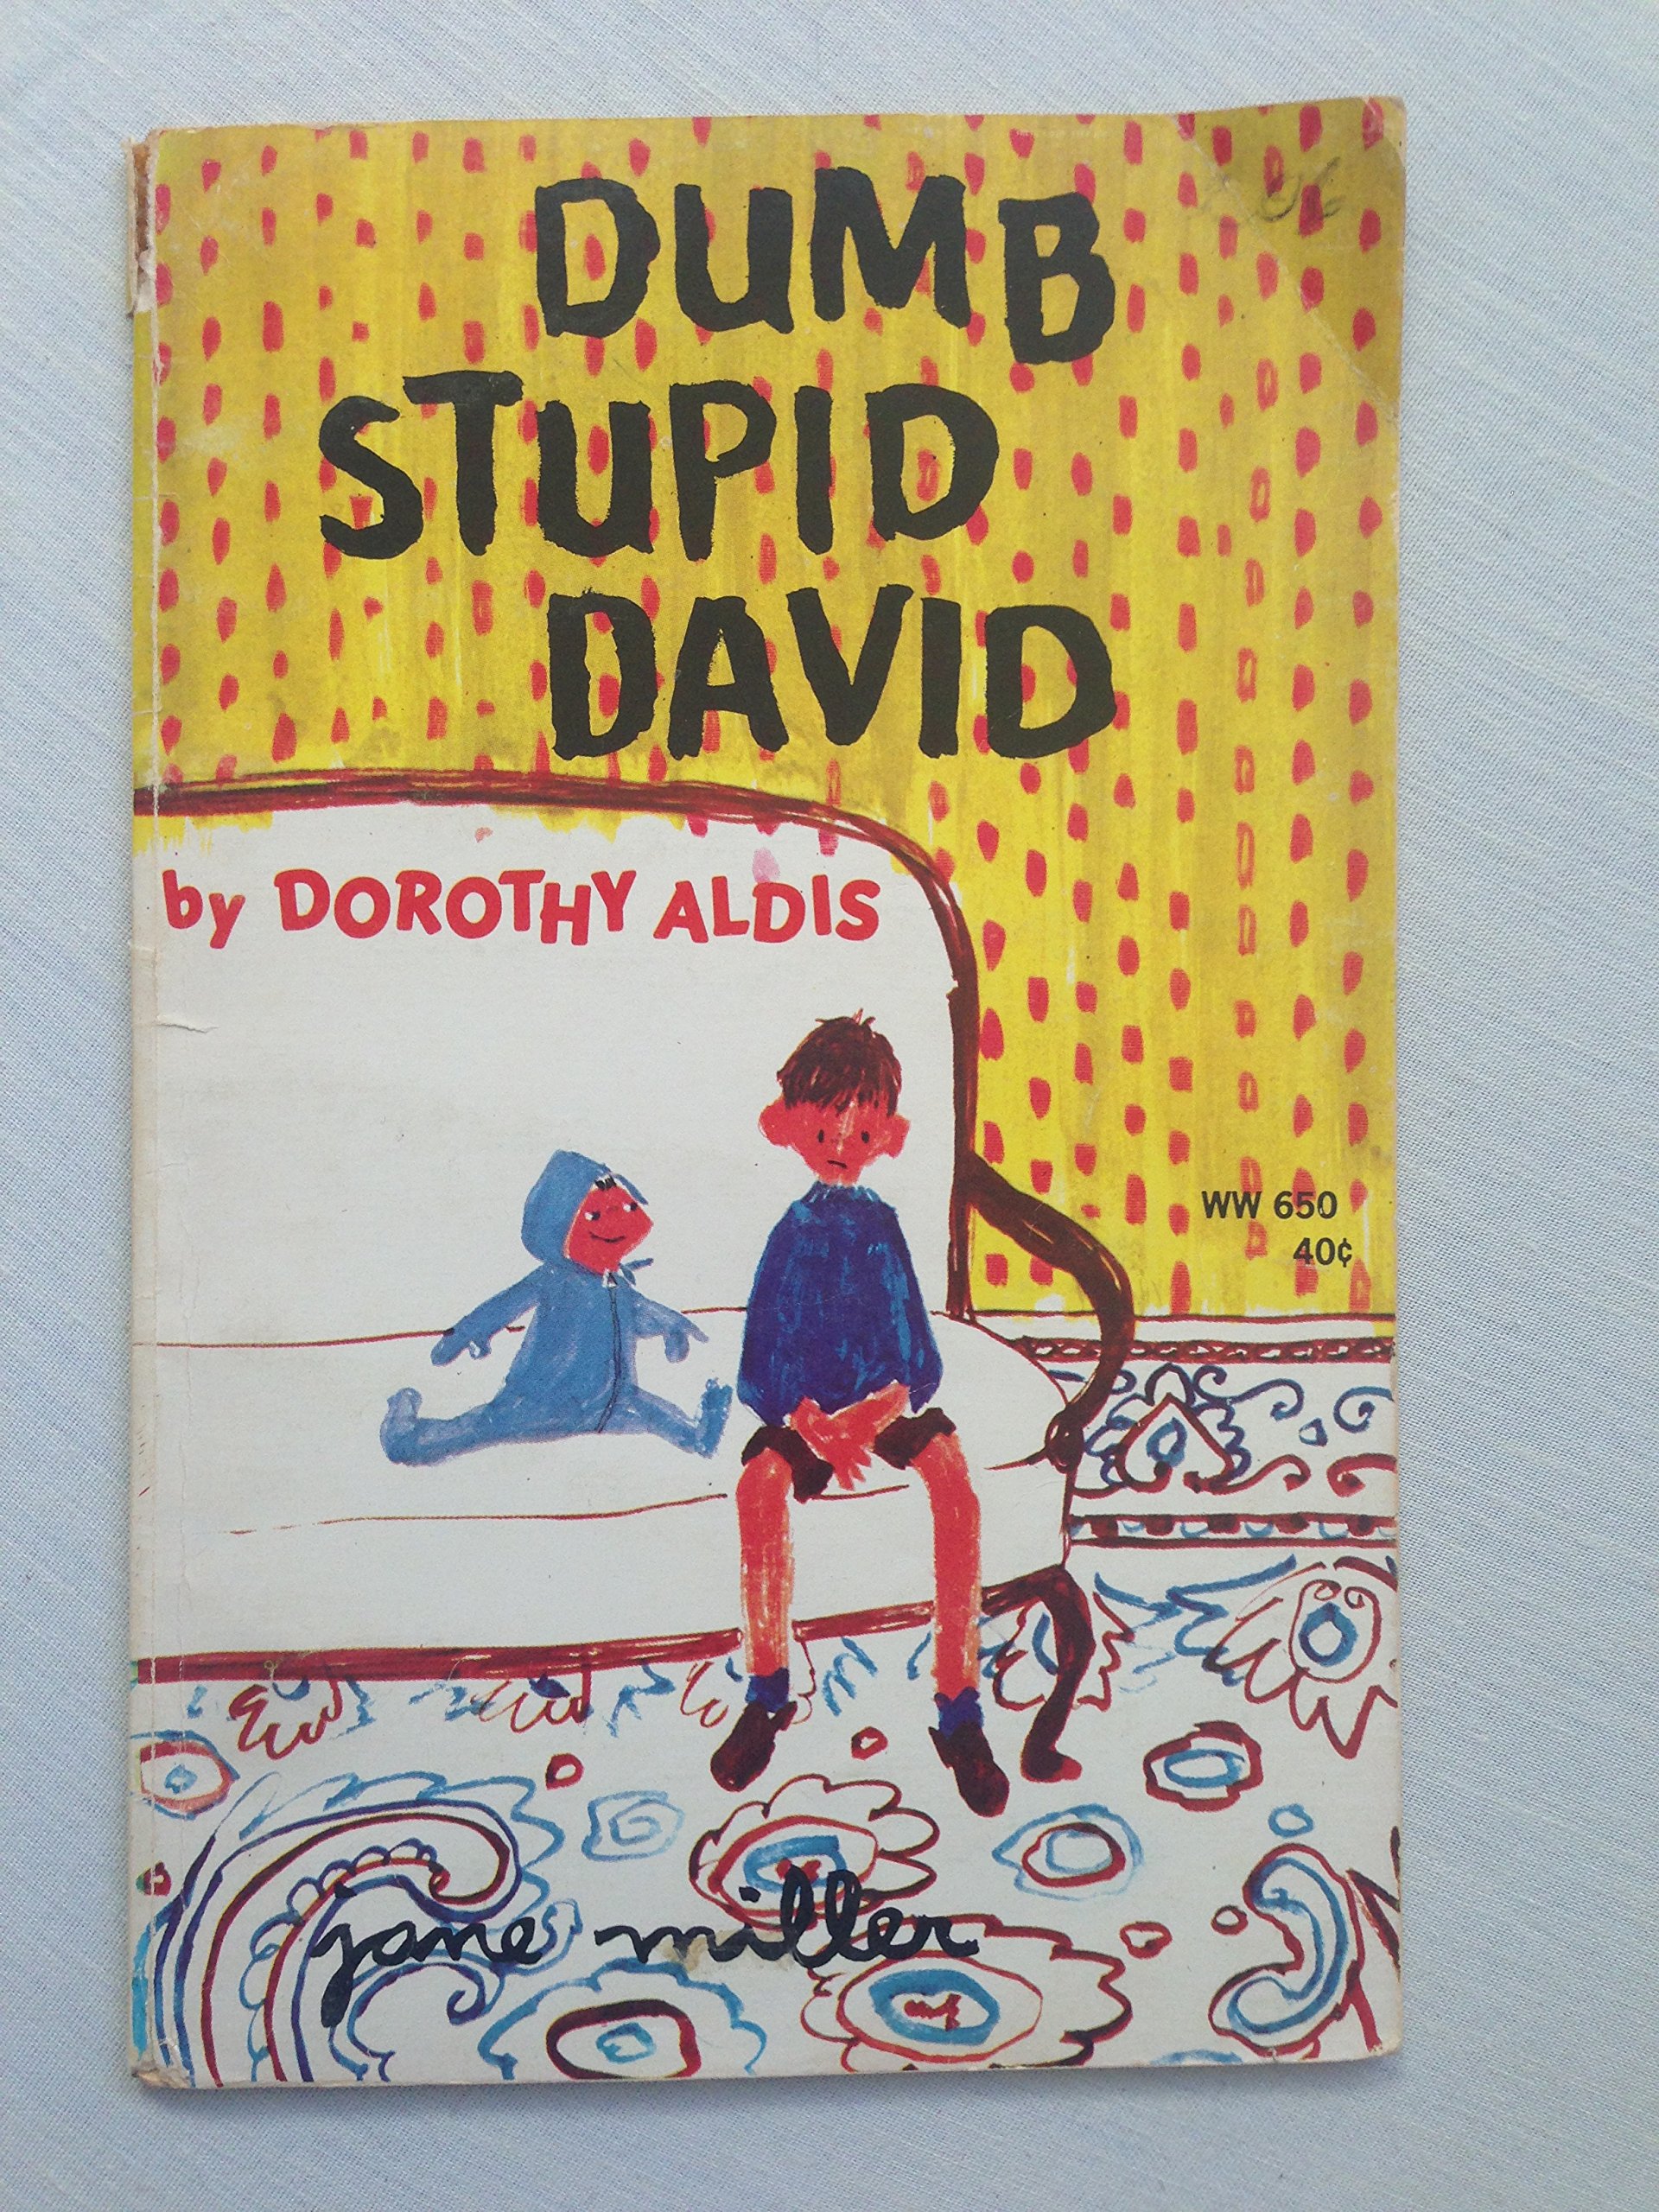 DUMB
STUPID
DAVID
by DOROTHY ALDIS
WW 650
40¢
jane miller